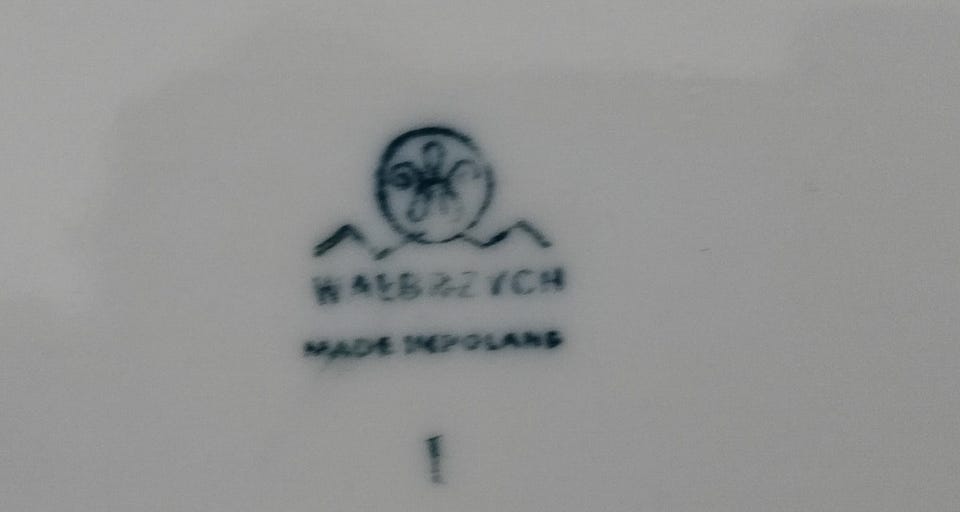 WAŁBRZYCH
MADE IN POLAND
I